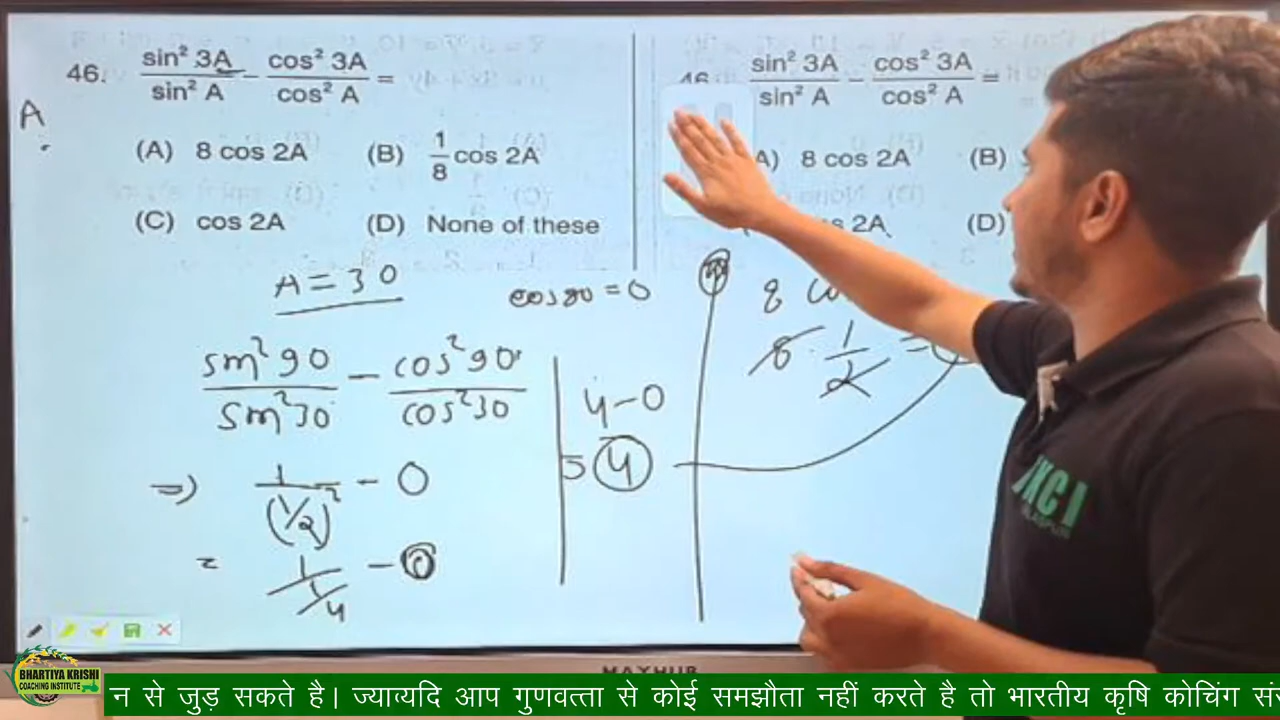 46. sin² 3A / sin² A − cos² 3A / cos² A =
(A) 8 cos 2A (B) 1/8 cos 2A
(C) cos 2A (D) None of these
A
A = 30
cos 90 = 0
sin² 90 / sin² 30 − cos² 90° / cos² 30
⇒) 1 / (1/2)² − 0
= 1 / 1/4 − 0
4 − 0
= 4
46. sin² 3A / sin² A − cos² 3A / cos² A =
A) 8 cos 2A (B)
s 2A (D)
8 co
8 · 1/2 =
MAXHUB
BHARTIYA KRISHI
COACHING INSTITUTE
न से जुड़ सकते है। ज्याय्यदि आप गुणवत्ता से कोई समझौता नहीं करते है तो भारतीय कृषि कोचिंग सं